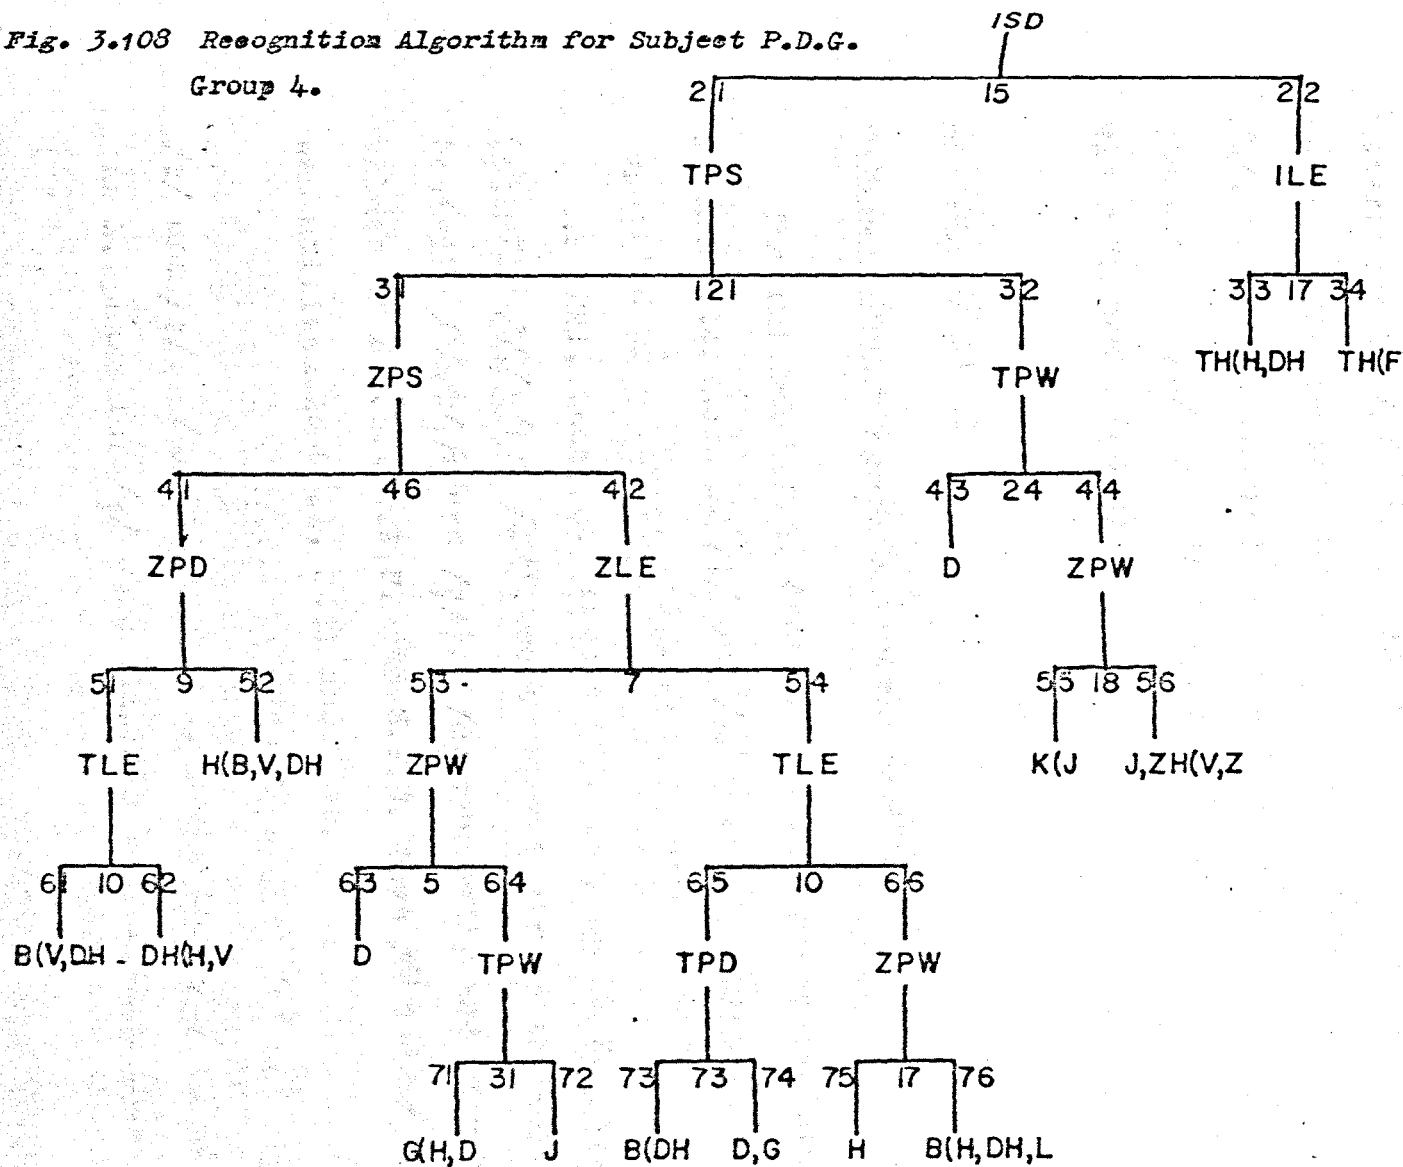 ISD
Fig. 3.108 Recognition Algorithm for Subject P.D.G.
Group 4.
21 15 22
TPS ILE
31 121 32 33 17 34
TH(H,DH TH(F
ZPS TPW
41 46 42 43 24 44
ZPD ZLE D ZPW
51 9 52 53 7 54 55 18 56
TLE H(B,V,DH ZPW TLE K(J J,ZH(V,Z
61 10 62 63 5 64 65 10 66
B(V,DH DH(H,V D TPW TPD ZPW
71 31 72 73 73 74 75 17 76
G(H,D J B(DH D,G H B(H,DH,L